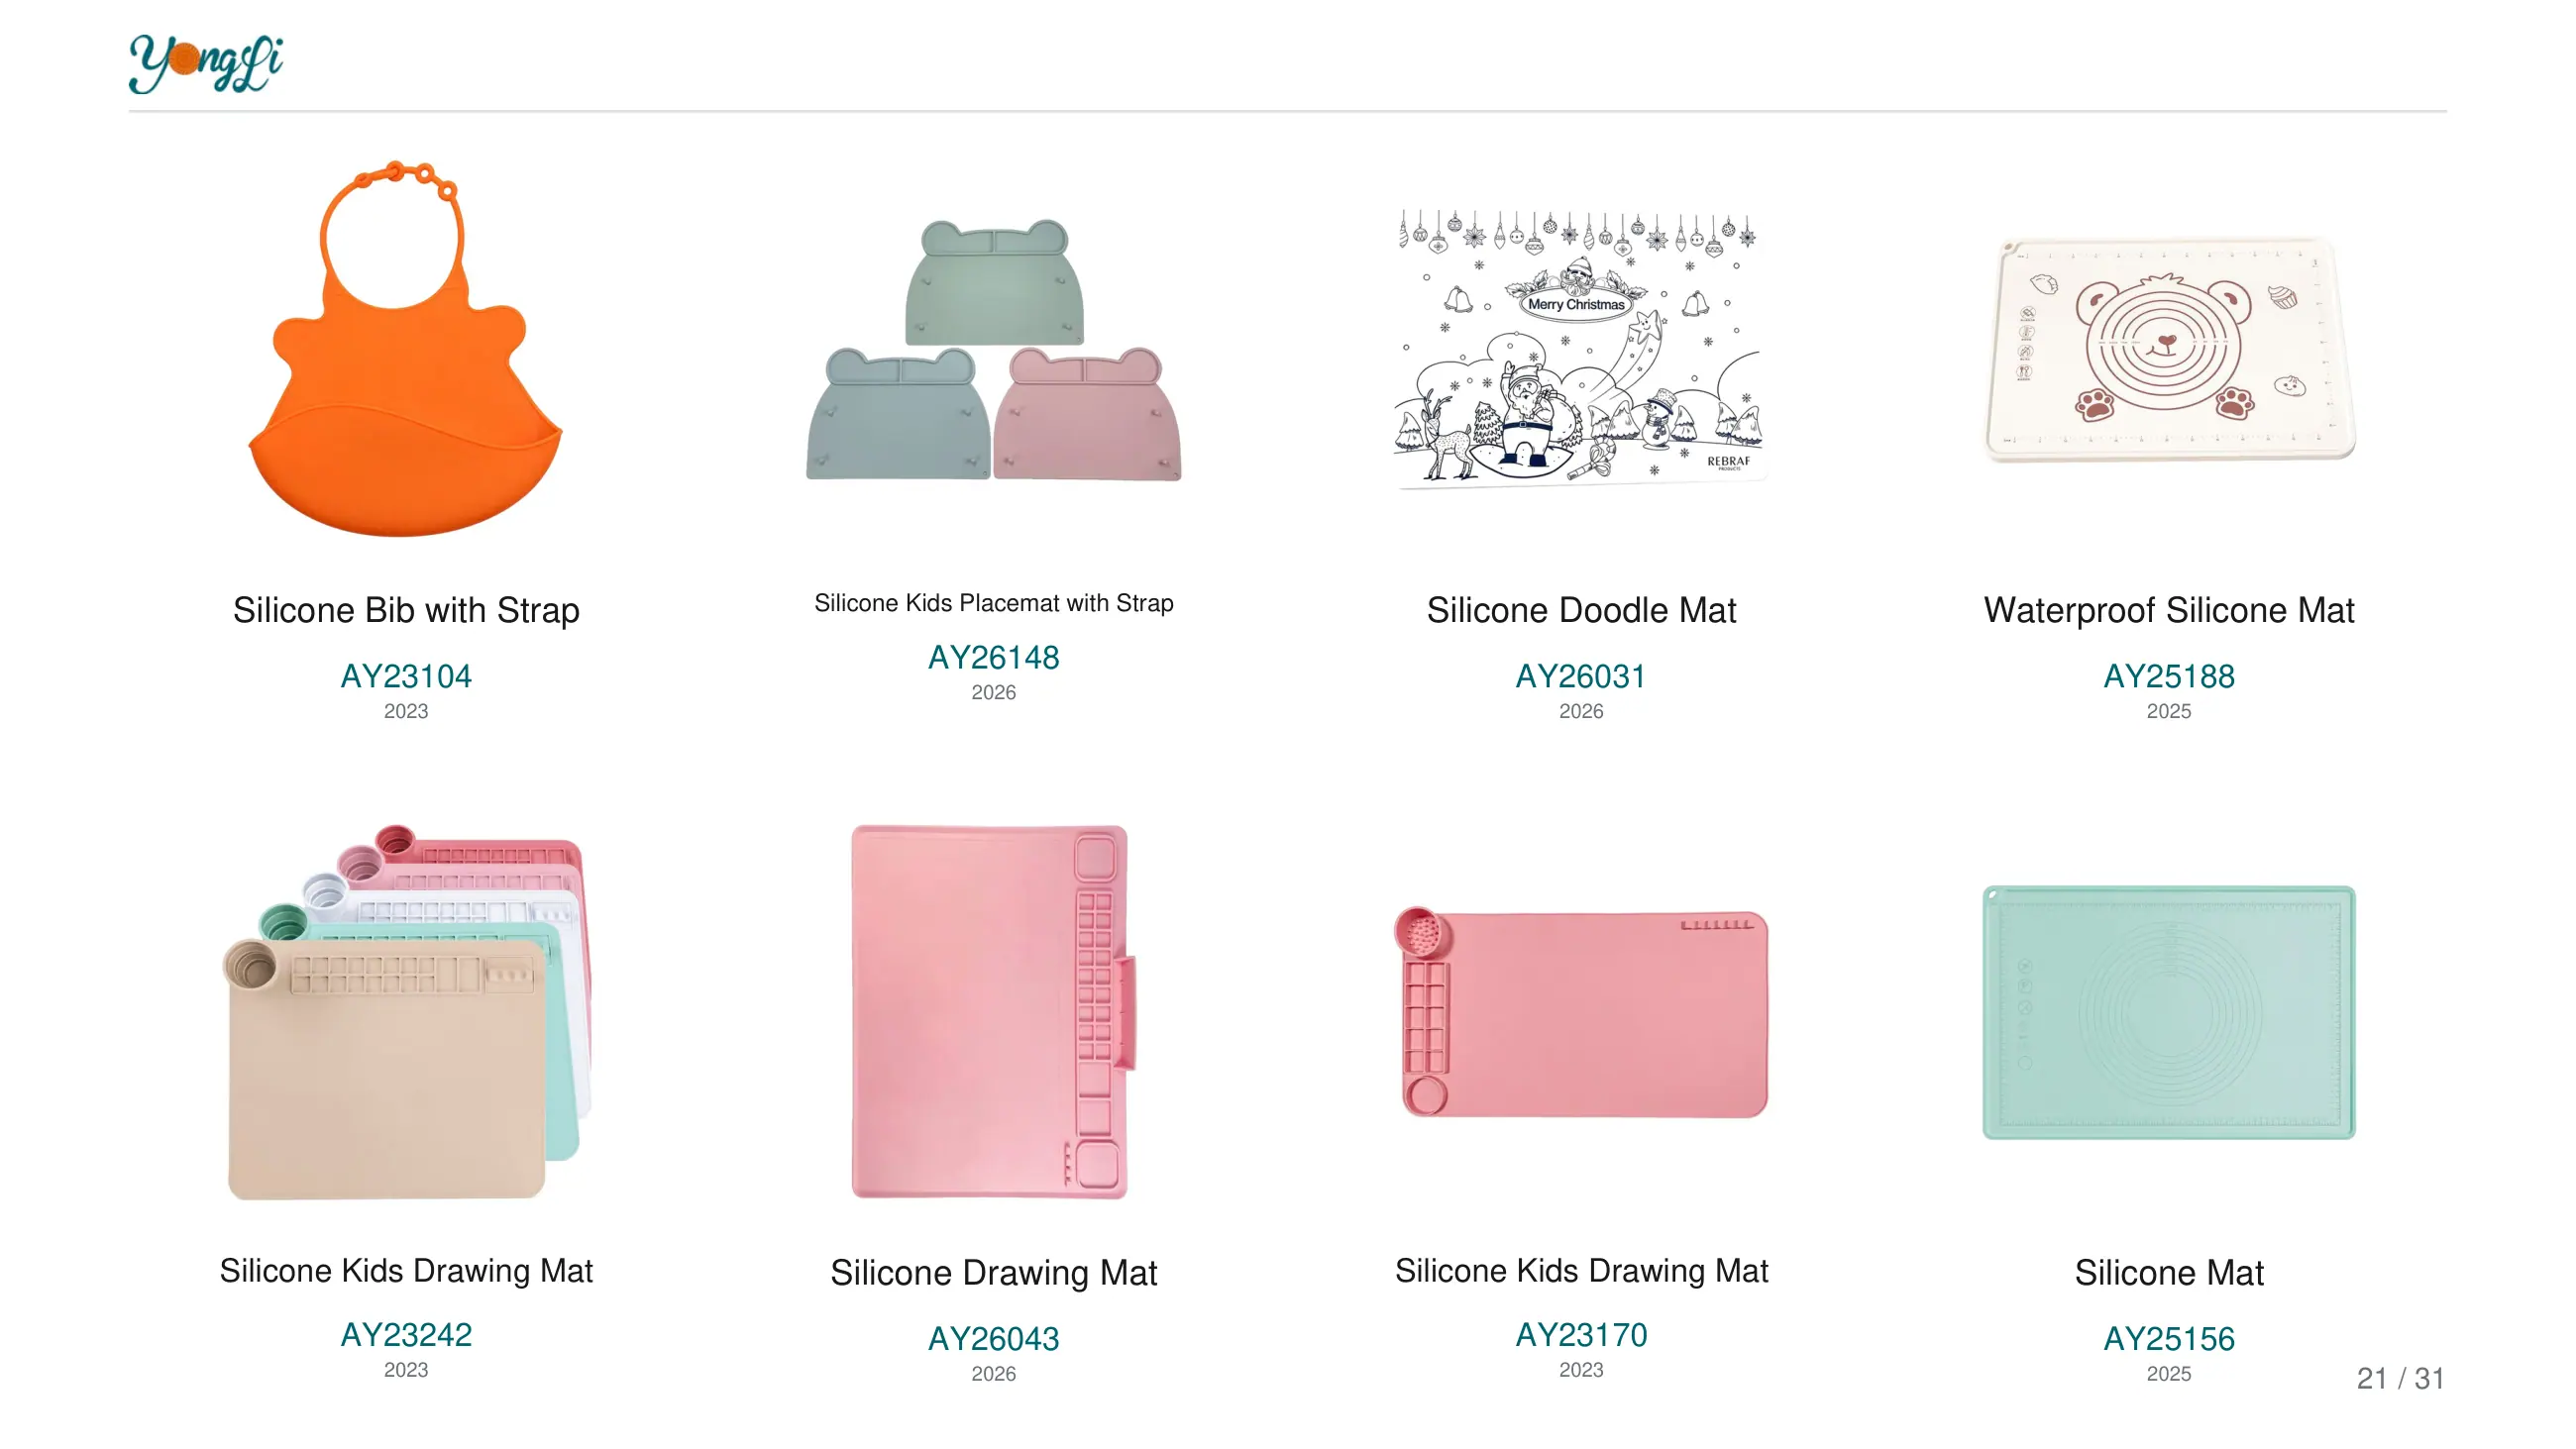 YongLi
Merry Christmas
REBRAF
PRODUCTS
Silicone Bib with Strap
AY23104
2023
Silicone Kids Placemat with Strap
AY26148
2026
Silicone Doodle Mat
AY26031
2026
Waterproof Silicone Mat
AY25188
2025
Silicone Kids Drawing Mat
AY23242
2023
Silicone Drawing Mat
AY26043
2026
Silicone Kids Drawing Mat
AY23170
2023
Silicone Mat
AY25156
2025
21 / 31